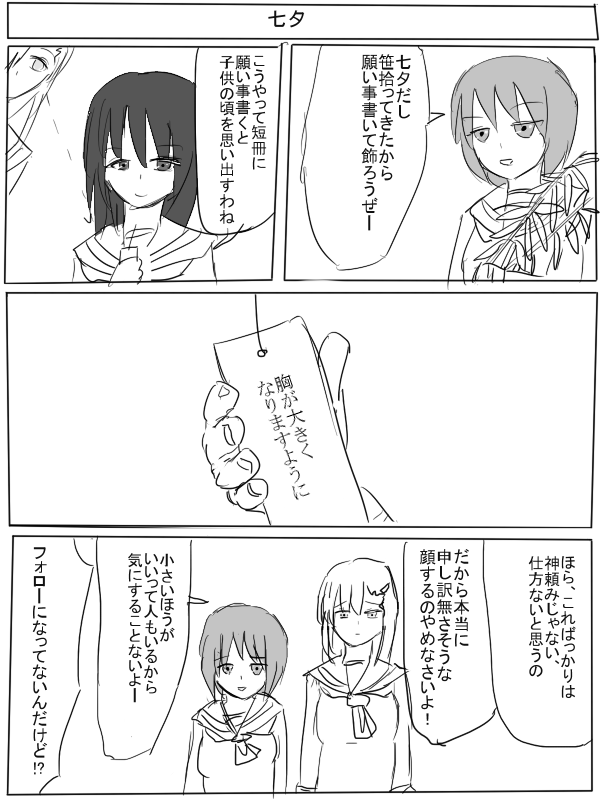 七夕
七夕だし
笹拾ってきたから
願い事書いて飾ろうぜー
こうやって短冊に
願い事書くと
子供の頃を思い出すわね
胸が大きく
なりますように
ほら、こればっかりは
神頼みじゃない、
仕方ないと思うの
だから本当に
申し訳無さそうな
顔するのやめなさいよ！
小さいほうが
いいって人もいるから
気にすることないよー
フォローになってないんだけど!?